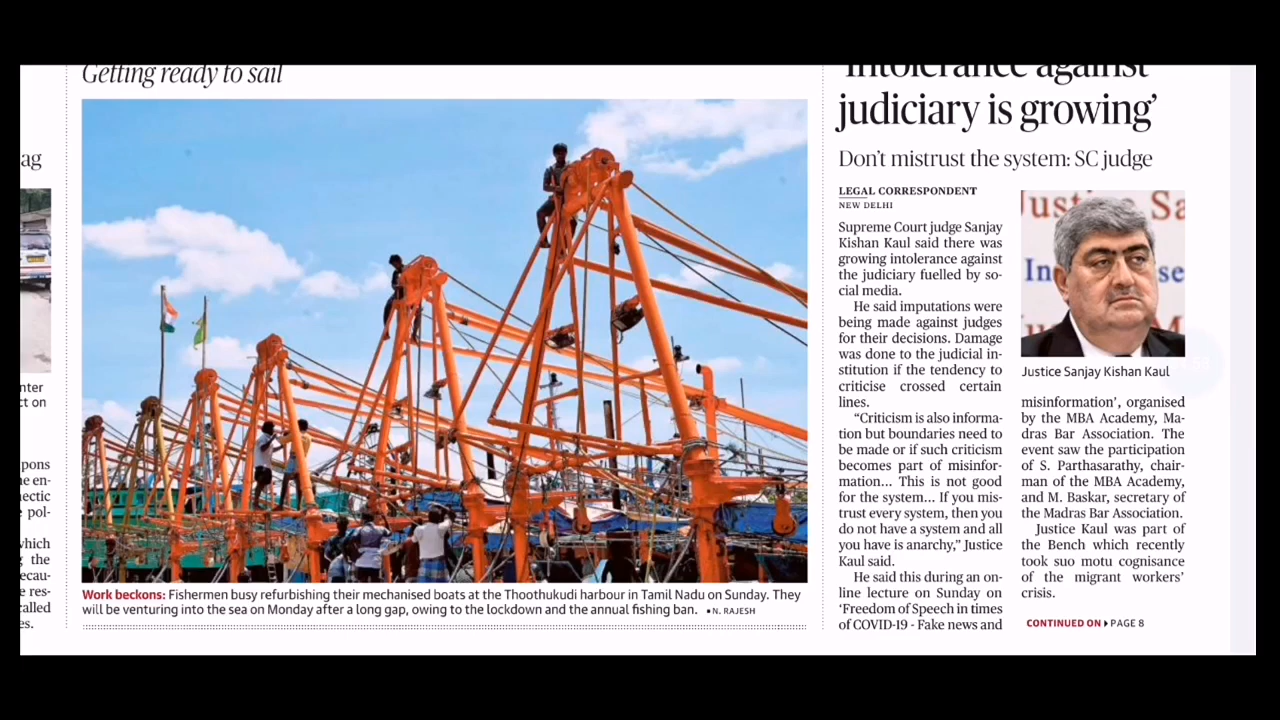 Getting ready to sail
Work beckons: Fishermen busy refurbishing their mechanised boats at the Thoothukudi harbour in Tamil Nadu on Sunday. They
will be venturing into the sea on Monday after a long gap, owing to the lockdown and the annual fishing ban. ▪ N. RAJESH
'Intolerance against
judiciary is growing'
Don't mistrust the system: SC judge
LEGAL CORRESPONDENT
NEW DELHI
Supreme Court judge Sanjay
Kishan Kaul said there was
growing intolerance against
the judiciary fuelled by so-
cial media.
He said imputations were
being made against judges
for their decisions. Damage
was done to the judicial in-
stitution if the tendency to
criticise crossed certain
lines.
“Criticism is also informa-
tion but boundaries need to
be made or if such criticism
becomes part of misinfor-
mation... This is not good
for the system... If you mis-
trust every system, then you
do not have a system and all
you have is anarchy,” Justice
Kaul said.
He said this during an on-
line lecture on Sunday on
‘Freedom of Speech in times
of COVID-19 - Fake news and
Justice Sanjay Kishan Kaul
misinformation’, organised
by the MBA Academy, Ma-
dras Bar Association. The
event saw the participation
of S. Parthasarathy, chair-
man of the MBA Academy,
and M. Baskar, secretary of
the Madras Bar Association.
Justice Kaul was part of
the Bench which recently
took suo motu cognisance
of the migrant workers’
crisis.
CONTINUED ON ▸ PAGE 8